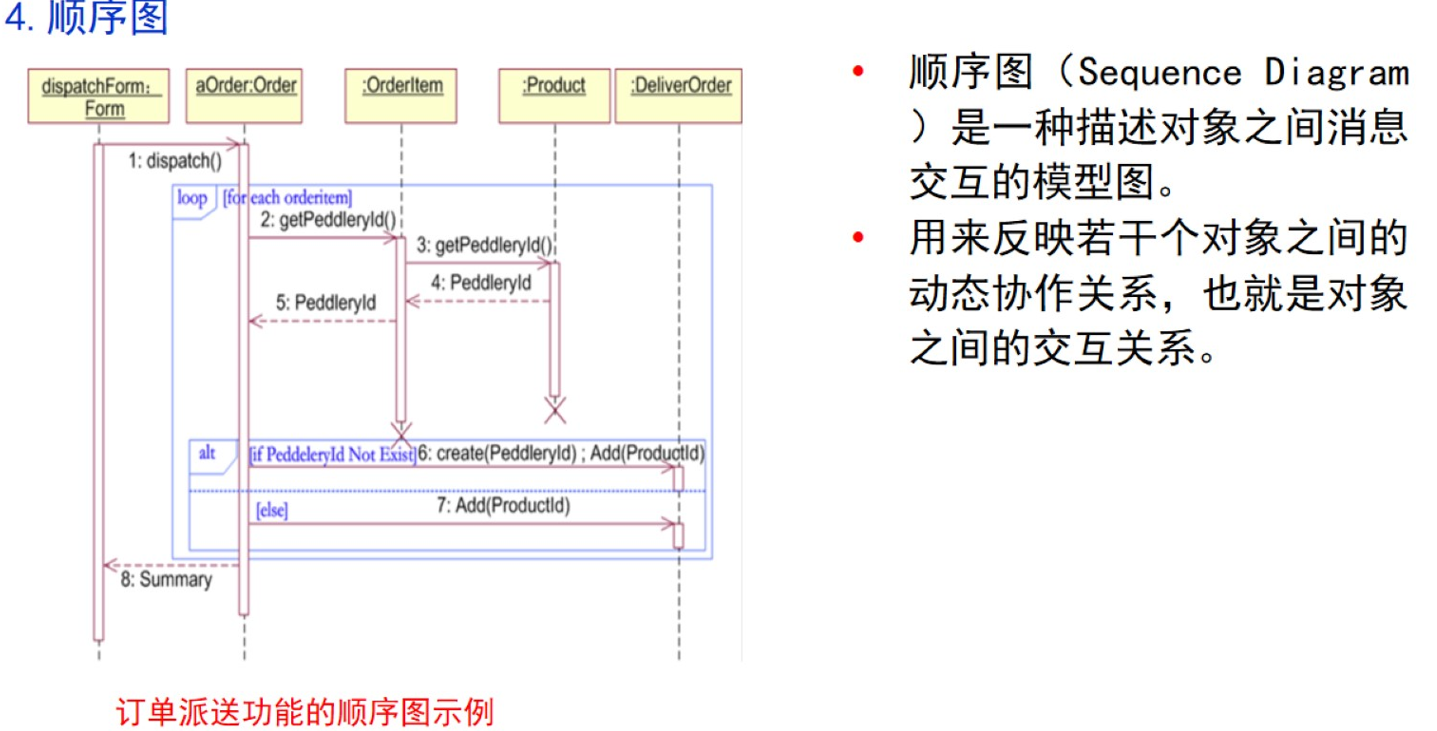 4. 顺序图
dispatchForm:
Form
aOrder:Order
:OrderItem
:Product
:DeliverOrder
1: dispatch()
loop
[for each orderitem]
2: getPeddleryId()
3: getPeddleryId()
4: PeddleryId
5: PeddleryId
alt
[if PeddeleryId Not Exist]
6: create(PeddleryId) ; Add(ProductId)
[else]
7: Add(ProductId)
8: Summary
订单派送功能的顺序图示例
• 顺序图（Sequence Diagram
）是一种描述对象之间消息
交互的模型图。
• 用来反映若干个对象之间的
动态协作关系，也就是对象
之间的交互关系。